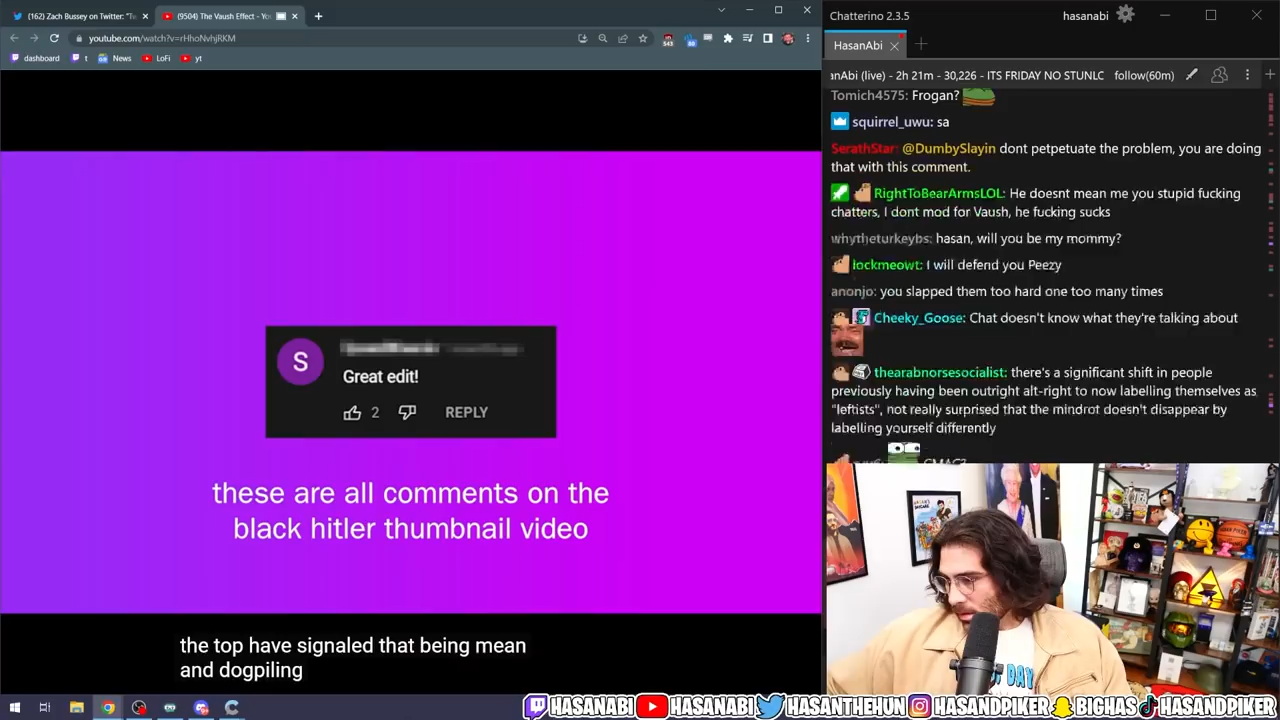 (162) Zach Bussey on Twitter: "Tw
(9504) The Vaush Effect - Yo
youtube.com/watch?v=rHhoNvhjRKM
dashboard
t
News
LoFi
yt
S
Great edit!
2
REPLY
these are all comments on the
black hitler thumbnail video
the top have signaled that being mean
and dogpiling
Chatterino 2.3.5
hasanabi
HasanAbi
anAbi (live) - 2h 21m - 30,226 - ITS FRIDAY NO STUNLC
follow(60m)
Tomich4575: Frogan?
squirrel_uwu: sa
SerathStar: @DumbySlayin dont petpetuate the problem, you are doing
that with this comment.
RightToBearArmsLOL: He doesnt mean me you stupid fucking
chatters, I dont mod for Vaush, he fucking sucks
hasan, will you be my mommy?
lockmeowt: I will defend you Peezy
anonjo: you slapped them too hard one too many times
Cheeky_Goose: Chat doesn't know what they're talking about
thearabnorsesocialist: there's a significant shift in people
previously having been outright alt-right to now labelling themselves as
"leftists", not really surprised that the mindrot doesn't disappear by
labelling yourself differently
HASANABI
HASANABI
HASANTHEHUN
HASANDPIKER
BIGHAS
HASANDPIKER